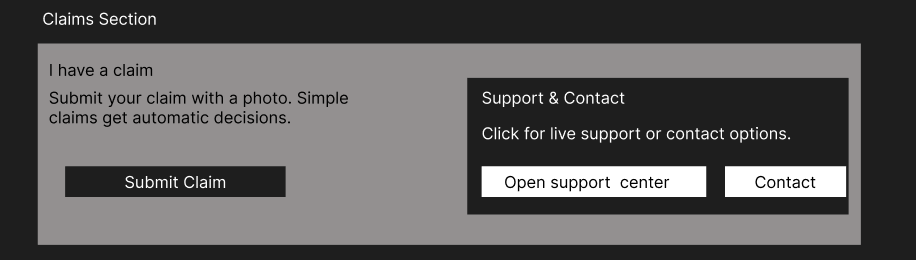 Claims Section
I have a claim
Submit your claim with a photo. Simple
claims get automatic decisions.
Submit Claim
Support & Contact
Click for live support or contact options.
Open support  center
Contact